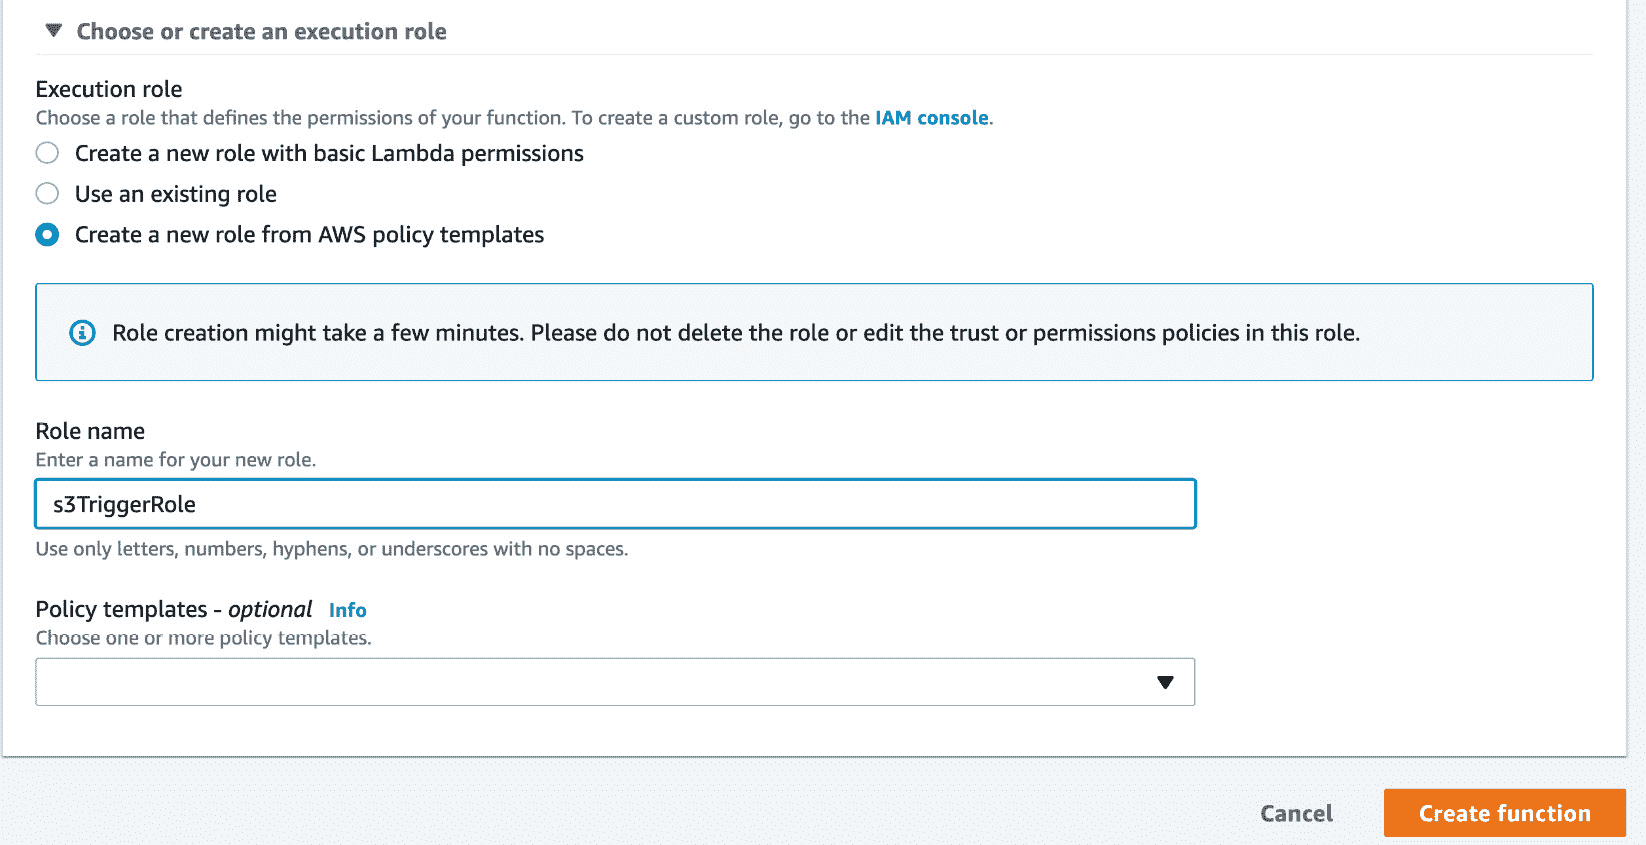 Choose or create an execution role
Execution role
Choose a role that defines the permissions of your function. To create a custom role, go to the IAM console.
Create a new role with basic Lambda permissions
Use an existing role
Create a new role from AWS policy templates
Role creation might take a few minutes. Please do not delete the role or edit the trust or permissions policies in this role.
Role name
Enter a name for your new role.
s3TriggerRole
Use only letters, numbers, hyphens, or underscores with no spaces.
Policy templates - optional Info
Choose one or more policy templates.
Cancel Create function